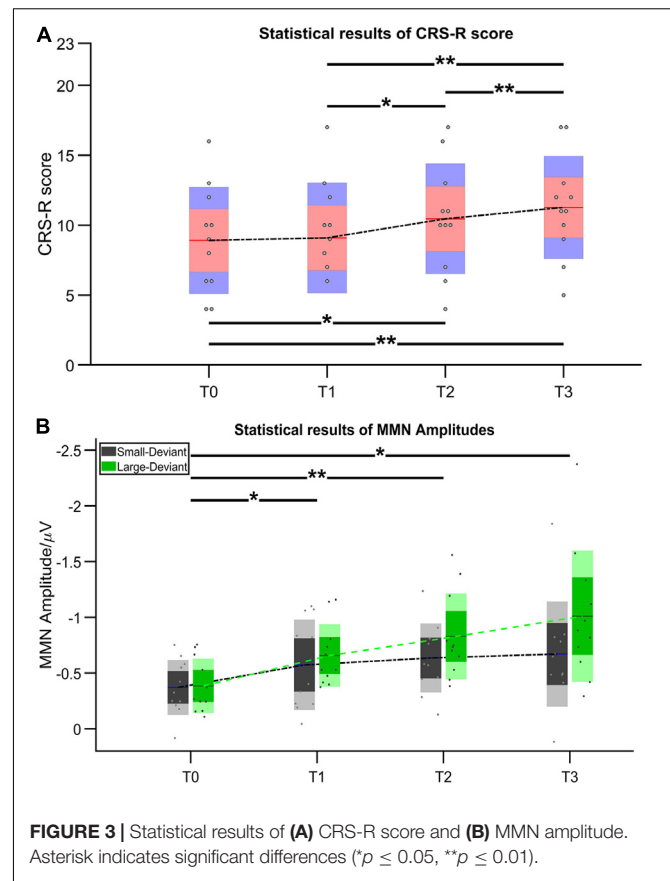 A
Statistical results of CRS-R score
23
20
15
10
5
0
CRS-R score
**
*
**
*
**
T0 T1 T2 T3
B
Statistical results of MMN Amplitudes
Small-Deviant
Large-Deviant
-2.5
-2
-1.5
-1
-0.5
0
MMN Amplitude/μV
*
**
*
T0 T1 T2 T3
FIGURE 3 | Statistical results of (A) CRS-R score and (B) MMN amplitude.
Asterisk indicates significant differences (*p ≤ 0.05, **p ≤ 0.01).